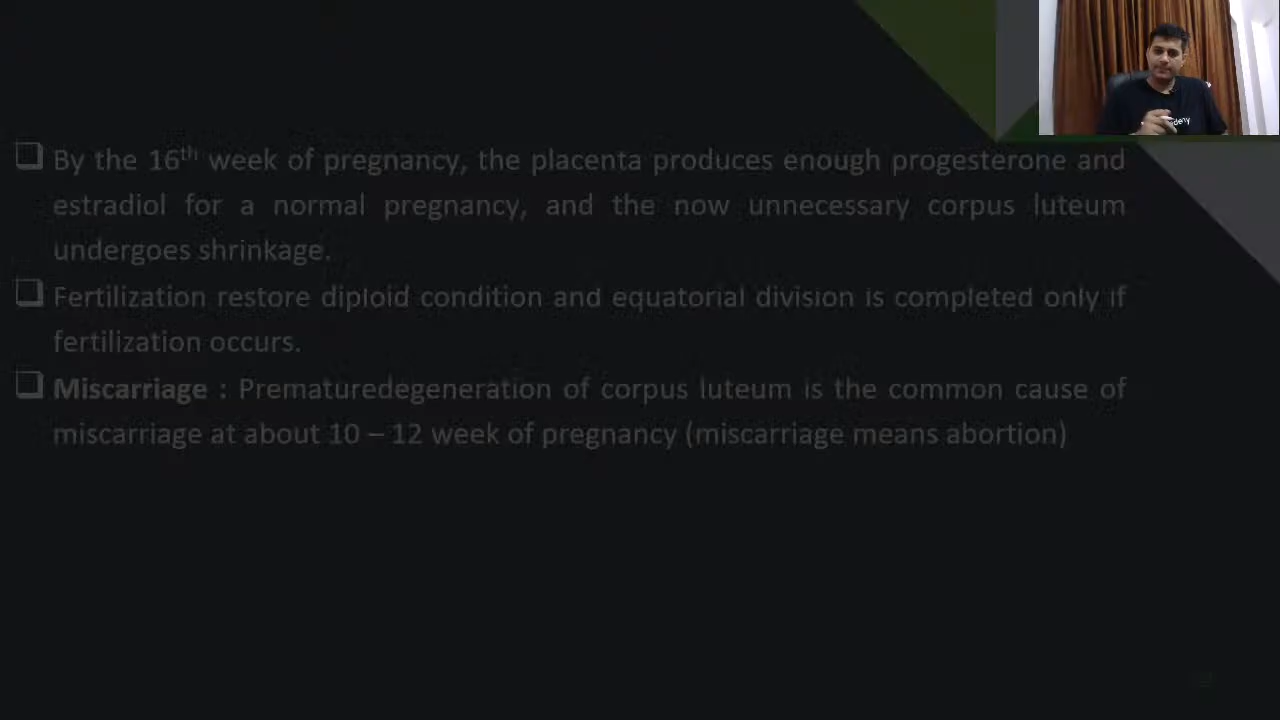 By the 16th week of pregnancy, the placenta produces enough progesterone and
estradiol for a normal pregnancy, and the now unnecessary corpus luteum
undergoes shrinkage.
Fertilization restore diploid condition and equatorial division is completed only if
fertilization occurs.
Miscarriage : Prematuredegeneration of corpus luteum is the common cause of
miscarriage at about 10 – 12 week of pregnancy (miscarriage means abortion)